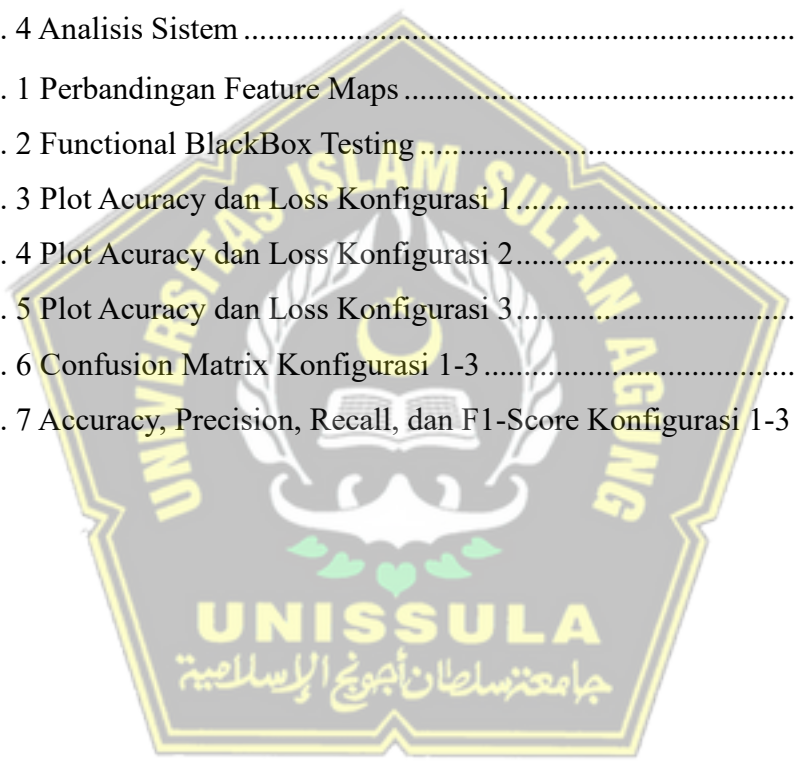 . 4 Analisis Sistem ......................................................................
. 1 Perbandingan Feature Maps .................................................
. 2 Functional BlackBox Testing ...............................................
. 3 Plot Acuracy dan Loss Konfigurasi 1...................................
. 4 Plot Acuracy dan Loss Konfigurasi 2...................................
. 5 Plot Acuracy dan Loss Konfigurasi 3...................................
. 6 Confusion Matrix Konfigurasi 1-3 .......................................
. 7 Accuracy, Precision, Recall, dan F1-Score Konfigurasi 1-3
UNIVERSITAS ISLAM SULTAN AGUNG
UNISSULA
جامعة سلطان أجونج الإسلامية